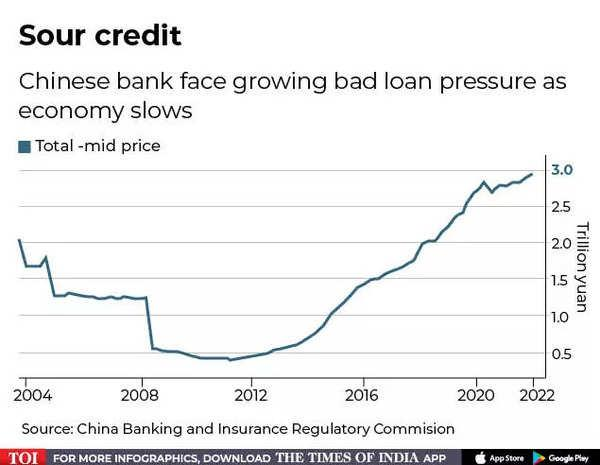 Sour credit
Chinese bank face growing bad loan pressure as
economy slows
Total -mid price
3.0
2.5
2.0
1.5
1.0
0.5
Trillion yuan
2004 2008 2012 2016 2020 2022
Source: China Banking and Insurance Regulatory Commision
TOI FOR MORE INFOGRAPHICS, DOWNLOAD THE TIMES OF INDIA APP App Store Google Play